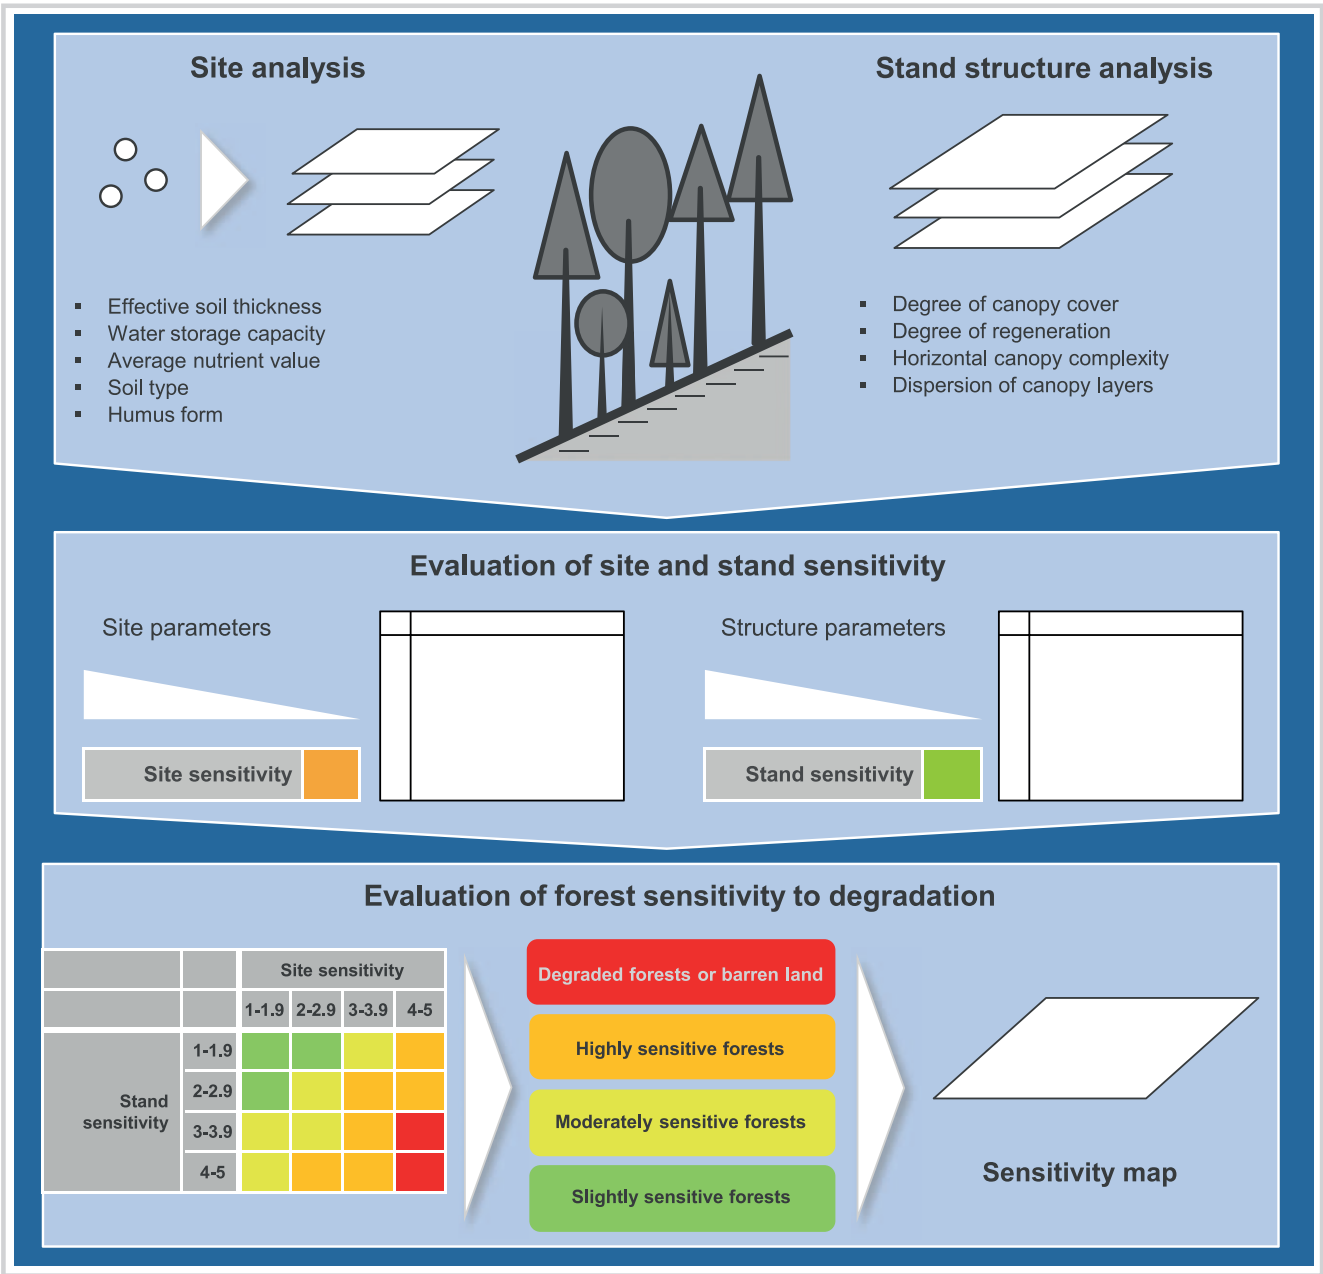 Site analysis
Stand structure analysis
▪ Effective soil thickness
▪ Water storage capacity
▪ Average nutrient value
▪ Soil type
▪ Humus form
▪ Degree of canopy cover
▪ Degree of regeneration
▪ Horizontal canopy complexity
▪ Dispersion of canopy layers
Evaluation of site and stand sensitivity
Site parameters
Site sensitivity
Structure parameters
Stand sensitivity
Evaluation of forest sensitivity to degradation
Site sensitivity
1-1.9 2-2.9 3-3.9 4-5
Stand
sensitivity
1-1.9
2-2.9
3-3.9
4-5
Degraded forests or barren land
Highly sensitive forests
Moderately sensitive forests
Slightly sensitive forests
Sensitivity map